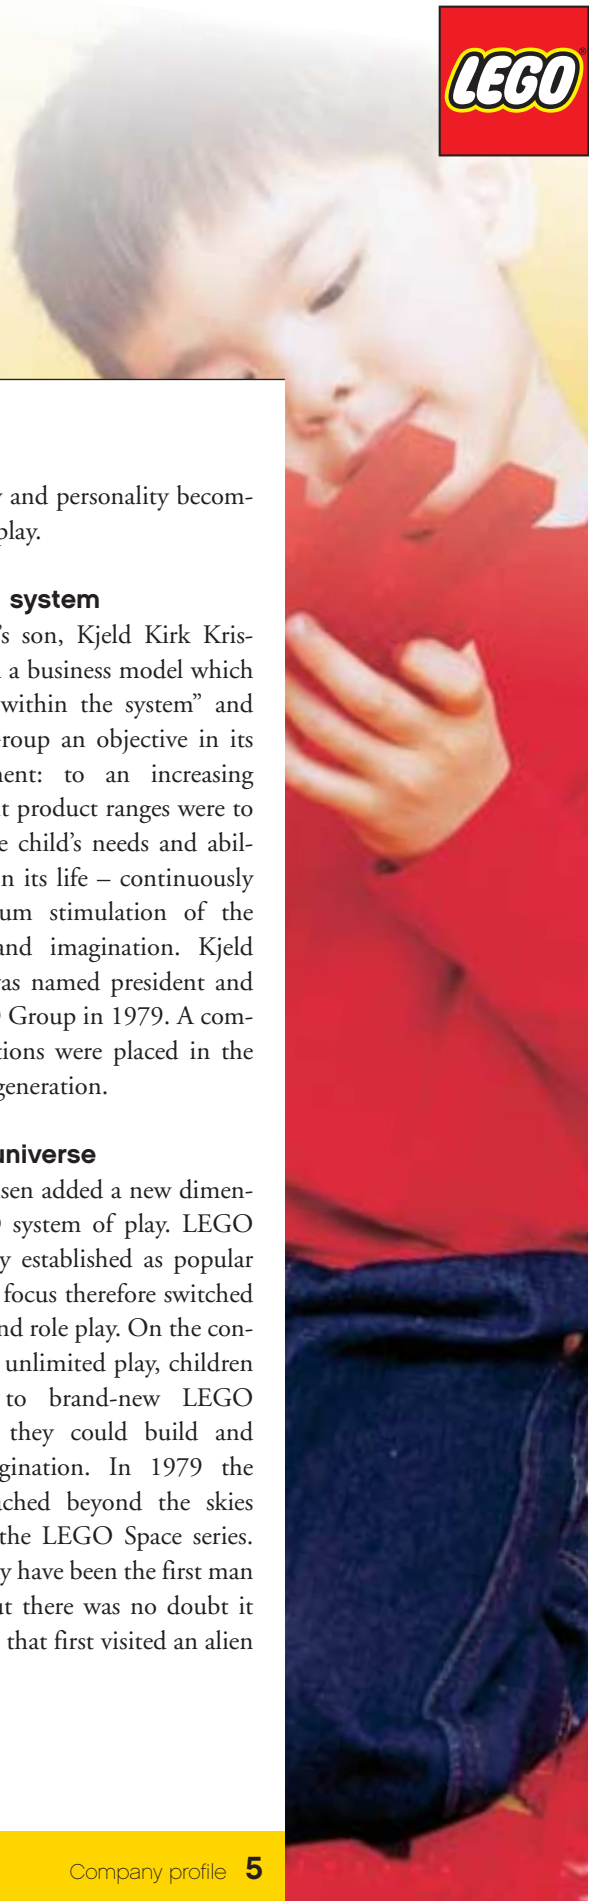 LEGO
®
and personality becom-
play.
system
's son, Kjeld Kirk Kris-
a business model which
within the system” and
roup an objective in its
ent: to an increasing
t product ranges were to
e child’s needs and abil-
n its life – continuously
um stimulation of the
and imagination. Kjeld
was named president and
Group in 1979. A com-
tions were placed in the
generation.
universe
sen added a new dimen-
system of play. LEGO
y established as popular
focus therefore switched
nd role play. On the con-
unlimited play, children
to brand-new LEGO
they could build and
gination. In 1979 the
ached beyond the skies
the LEGO Space series.
y have been the first man
ut there was no doubt it
that first visited an alien
Company profile 5